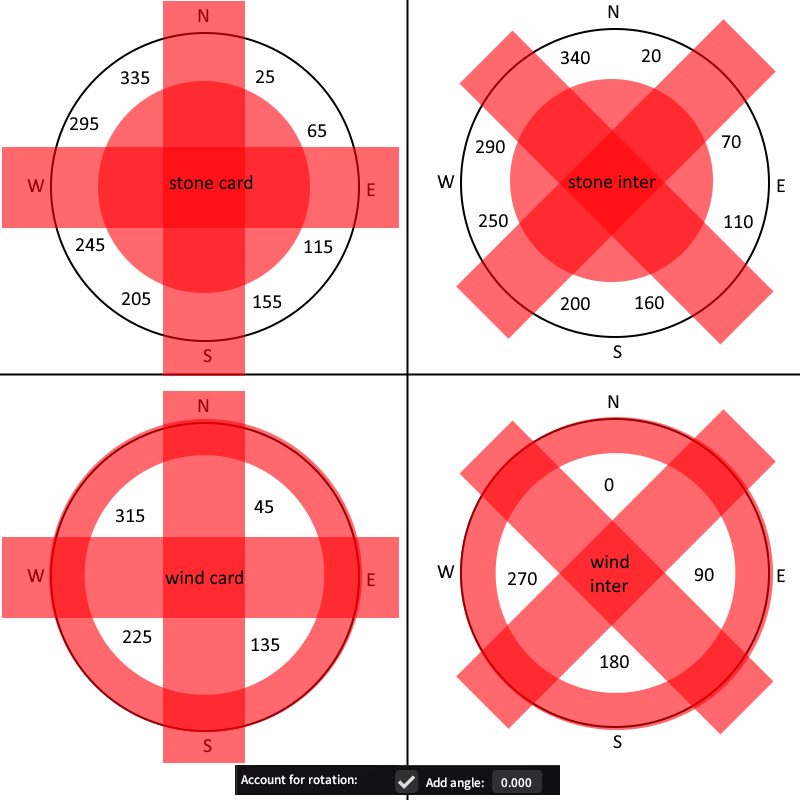 N
335 25
295 65
W stone card E
245 115
205 155
S
N
340 20
290 70
W stone inter E
250 110
200 160
S
N
315 45
W wind card E
225 135
S
N
0
W 270 wind inter 90 E
180
S
Account for rotation: Add angle: 0.000